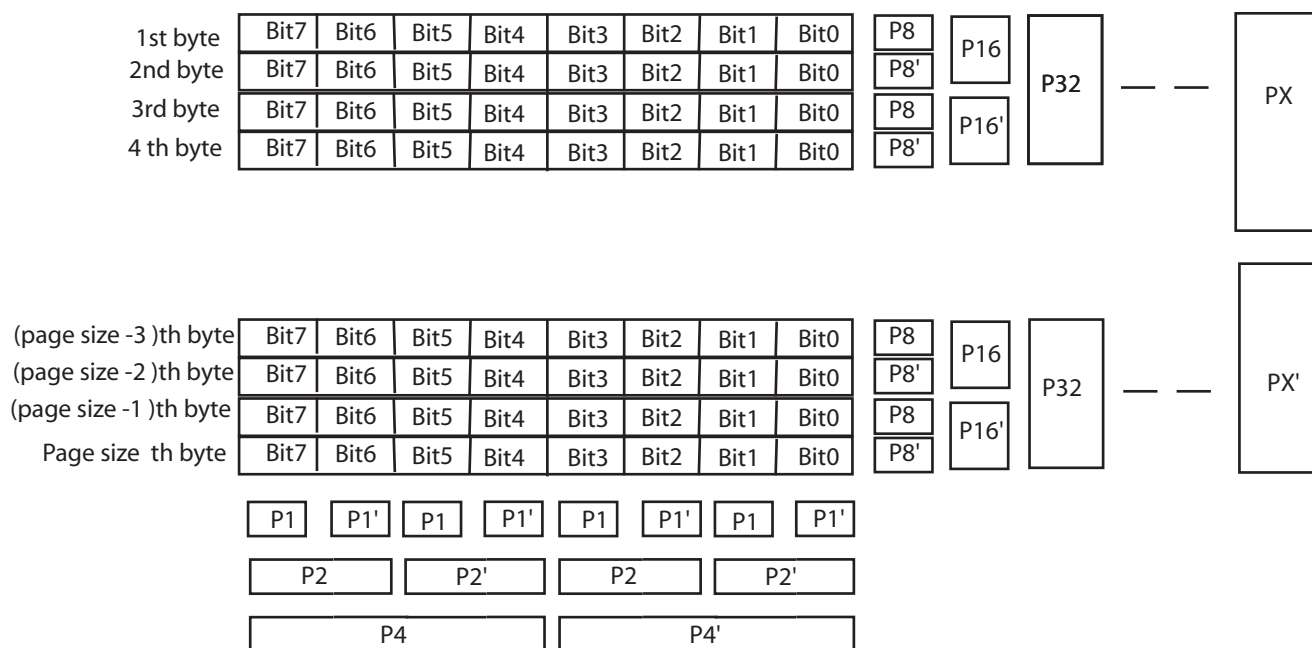 1st byte Bit7 Bit6 Bit5 Bit4 Bit3 Bit2 Bit1 Bit0 P8 P16 P32 PX
2nd byte Bit7 Bit6 Bit5 Bit4 Bit3 Bit2 Bit1 Bit0 P8'
3rd byte Bit7 Bit6 Bit5 Bit4 Bit3 Bit2 Bit1 Bit0 P8 P16'
4 th byte Bit7 Bit6 Bit5 Bit4 Bit3 Bit2 Bit1 Bit0 P8'
(page size -3 )th byte Bit7 Bit6 Bit5 Bit4 Bit3 Bit2 Bit1 Bit0 P8 P16 P32 PX'
(page size -2 )th byte Bit7 Bit6 Bit5 Bit4 Bit3 Bit2 Bit1 Bit0 P8'
(page size -1 )th byte Bit7 Bit6 Bit5 Bit4 Bit3 Bit2 Bit1 Bit0 P8 P16'
Page size th byte Bit7 Bit6 Bit5 Bit4 Bit3 Bit2 Bit1 Bit0 P8'
P1 P1' P1 P1' P1 P1' P1 P1'
P2 P2' P2 P2'
P4 P4'